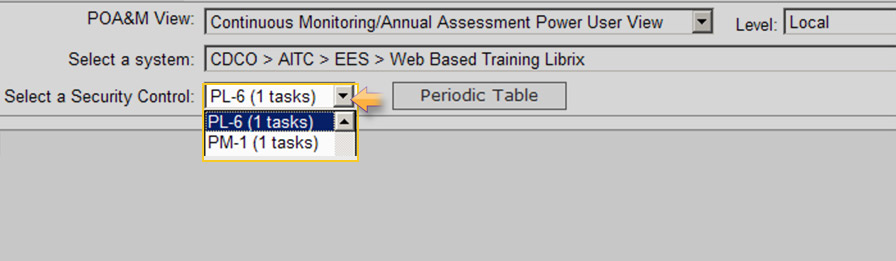 POA&M View: Continuous Monitoring/Annual Assessment Power User View Level: Local
Select a system: CDCO > AITC > EES > Web Based Training Librix
Select a Security Control: PL-6 (1 tasks) Periodic Table
PL-6 (1 tasks)
PM-1 (1 tasks)